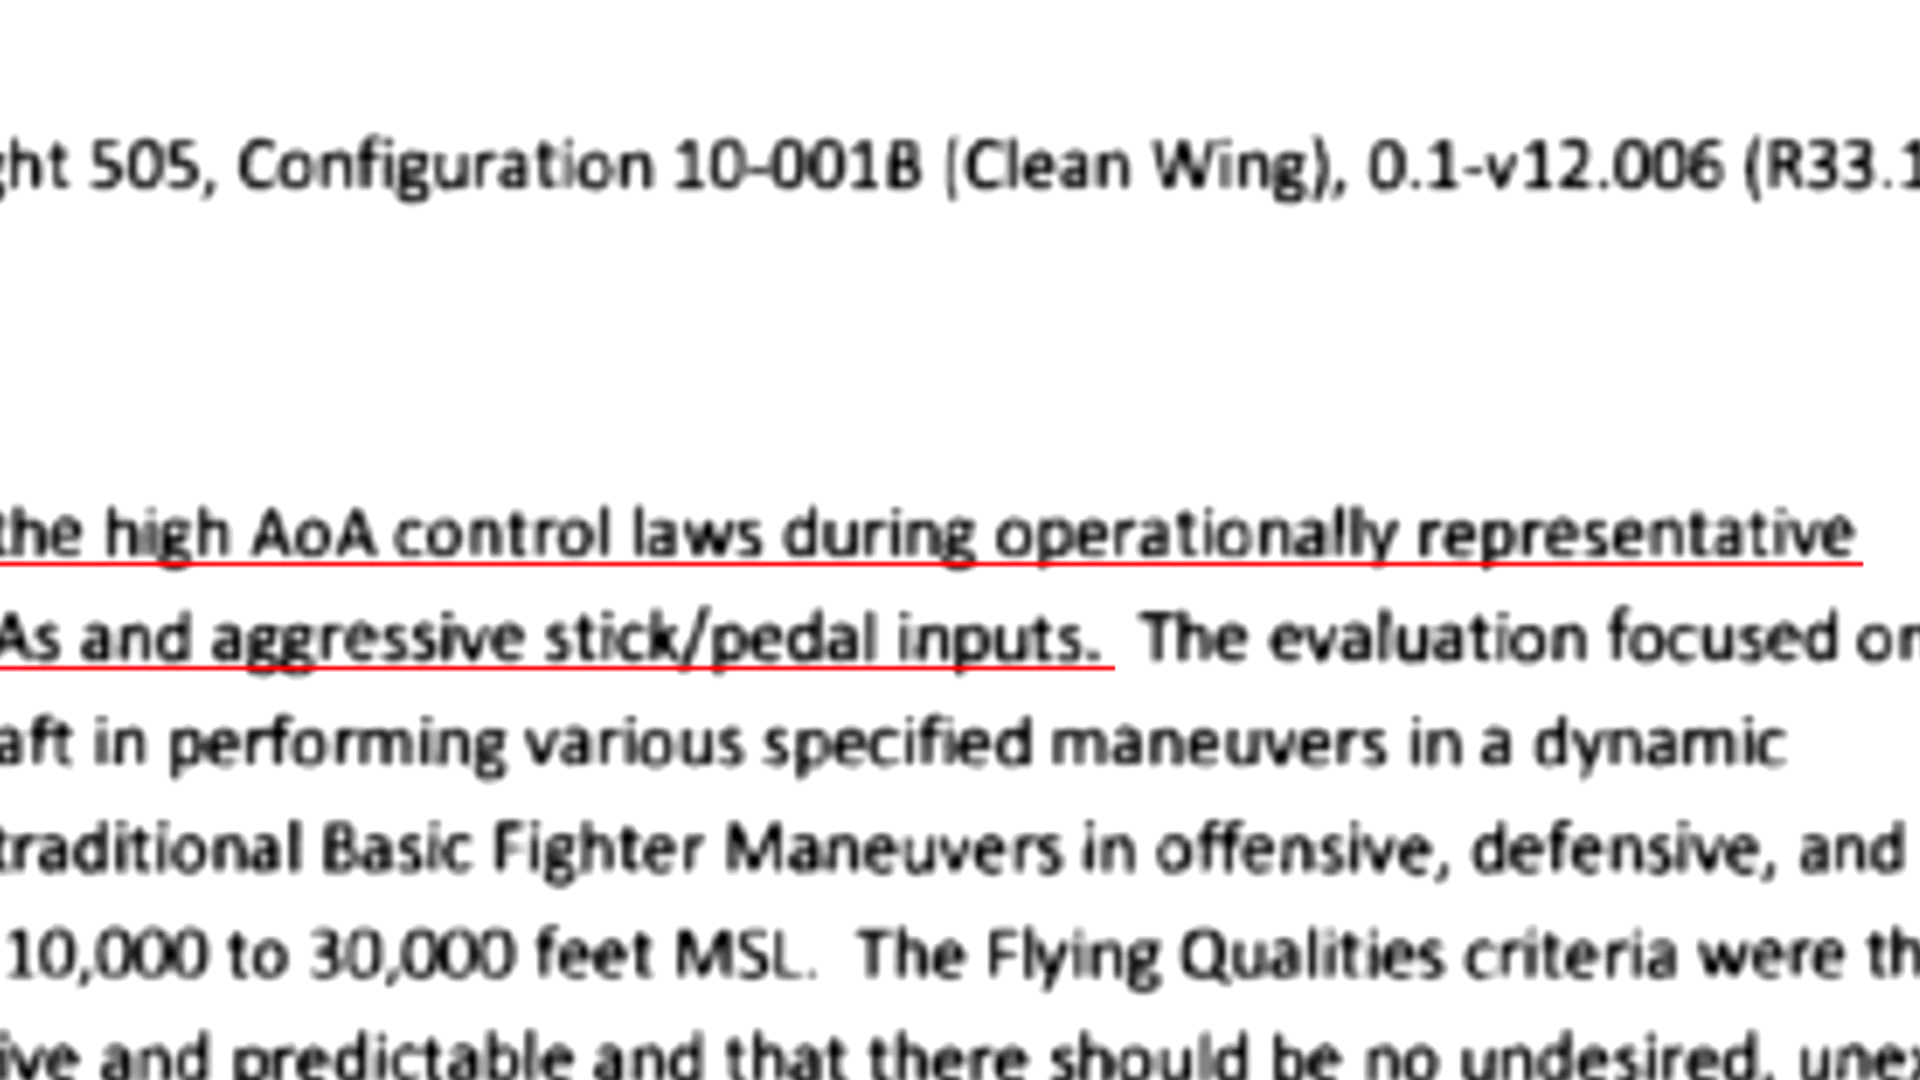 ght 505, Configuration 10-001B (Clean Wing), 0.1-v12.006 (R33.1
the high AoA control laws during operationally representative
As and aggressive stick/pedal inputs. The evaluation focused on
aft in performing various specified maneuvers in a dynamic
traditional Basic Fighter Maneuvers in offensive, defensive, and
10,000 to 30,000 feet MSL. The Flying Qualities criteria were th
ive and predictable and that there should be no undesired, unex